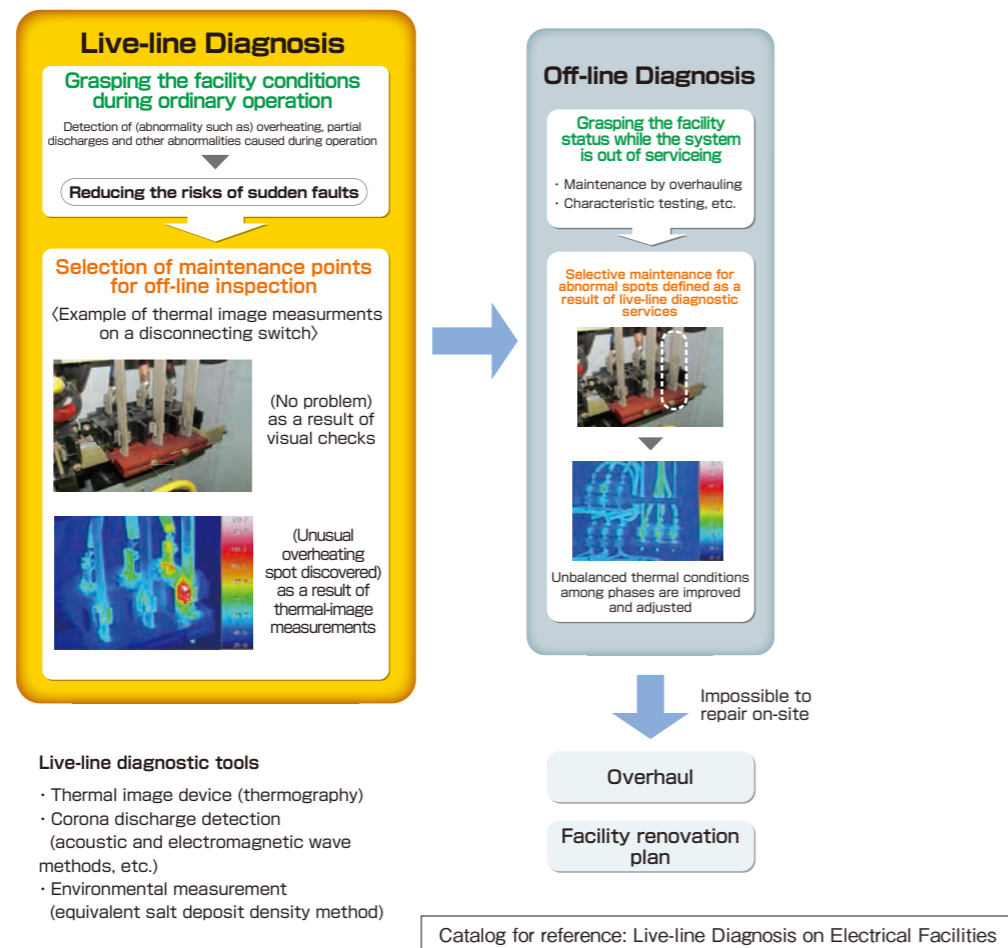 Live-line Diagnosis
Grasping the facility conditions
during ordinary operation
Detection of (abnormality such as) overheating, partial
discharges and other abnormalities caused during operation
Reducing the risks of sudden faults
Selection of maintenance points
for off-line inspection
〈Example of thermal image measurments
on a disconnecting switch〉
(No problem)
as a result of
visual checks
(Unusual
overheating
spot discovered)
as a result of
thermal-image
measurements
Off-line Diagnosis
Grasping the facility
status while the system
is out of serviceing
・Maintenance by overhauling
・Characteristic testing, etc.
Selective maintenance for
abnormal spots defined as a
result of live-line diagnostic
services
Unbalanced thermal conditions
among phases are improved
and adjusted
Impossible to
repair on-site
Overhaul
Facility renovation
plan
Live-line diagnostic tools
・Thermal image device (thermography)
・Corona discharge detection
(acoustic and electromagnetic wave
methods, etc.)
・Environmental measurement
(equivalent salt deposit density method)
Catalog for reference: Live-line Diagnosis on Electrical Facilities